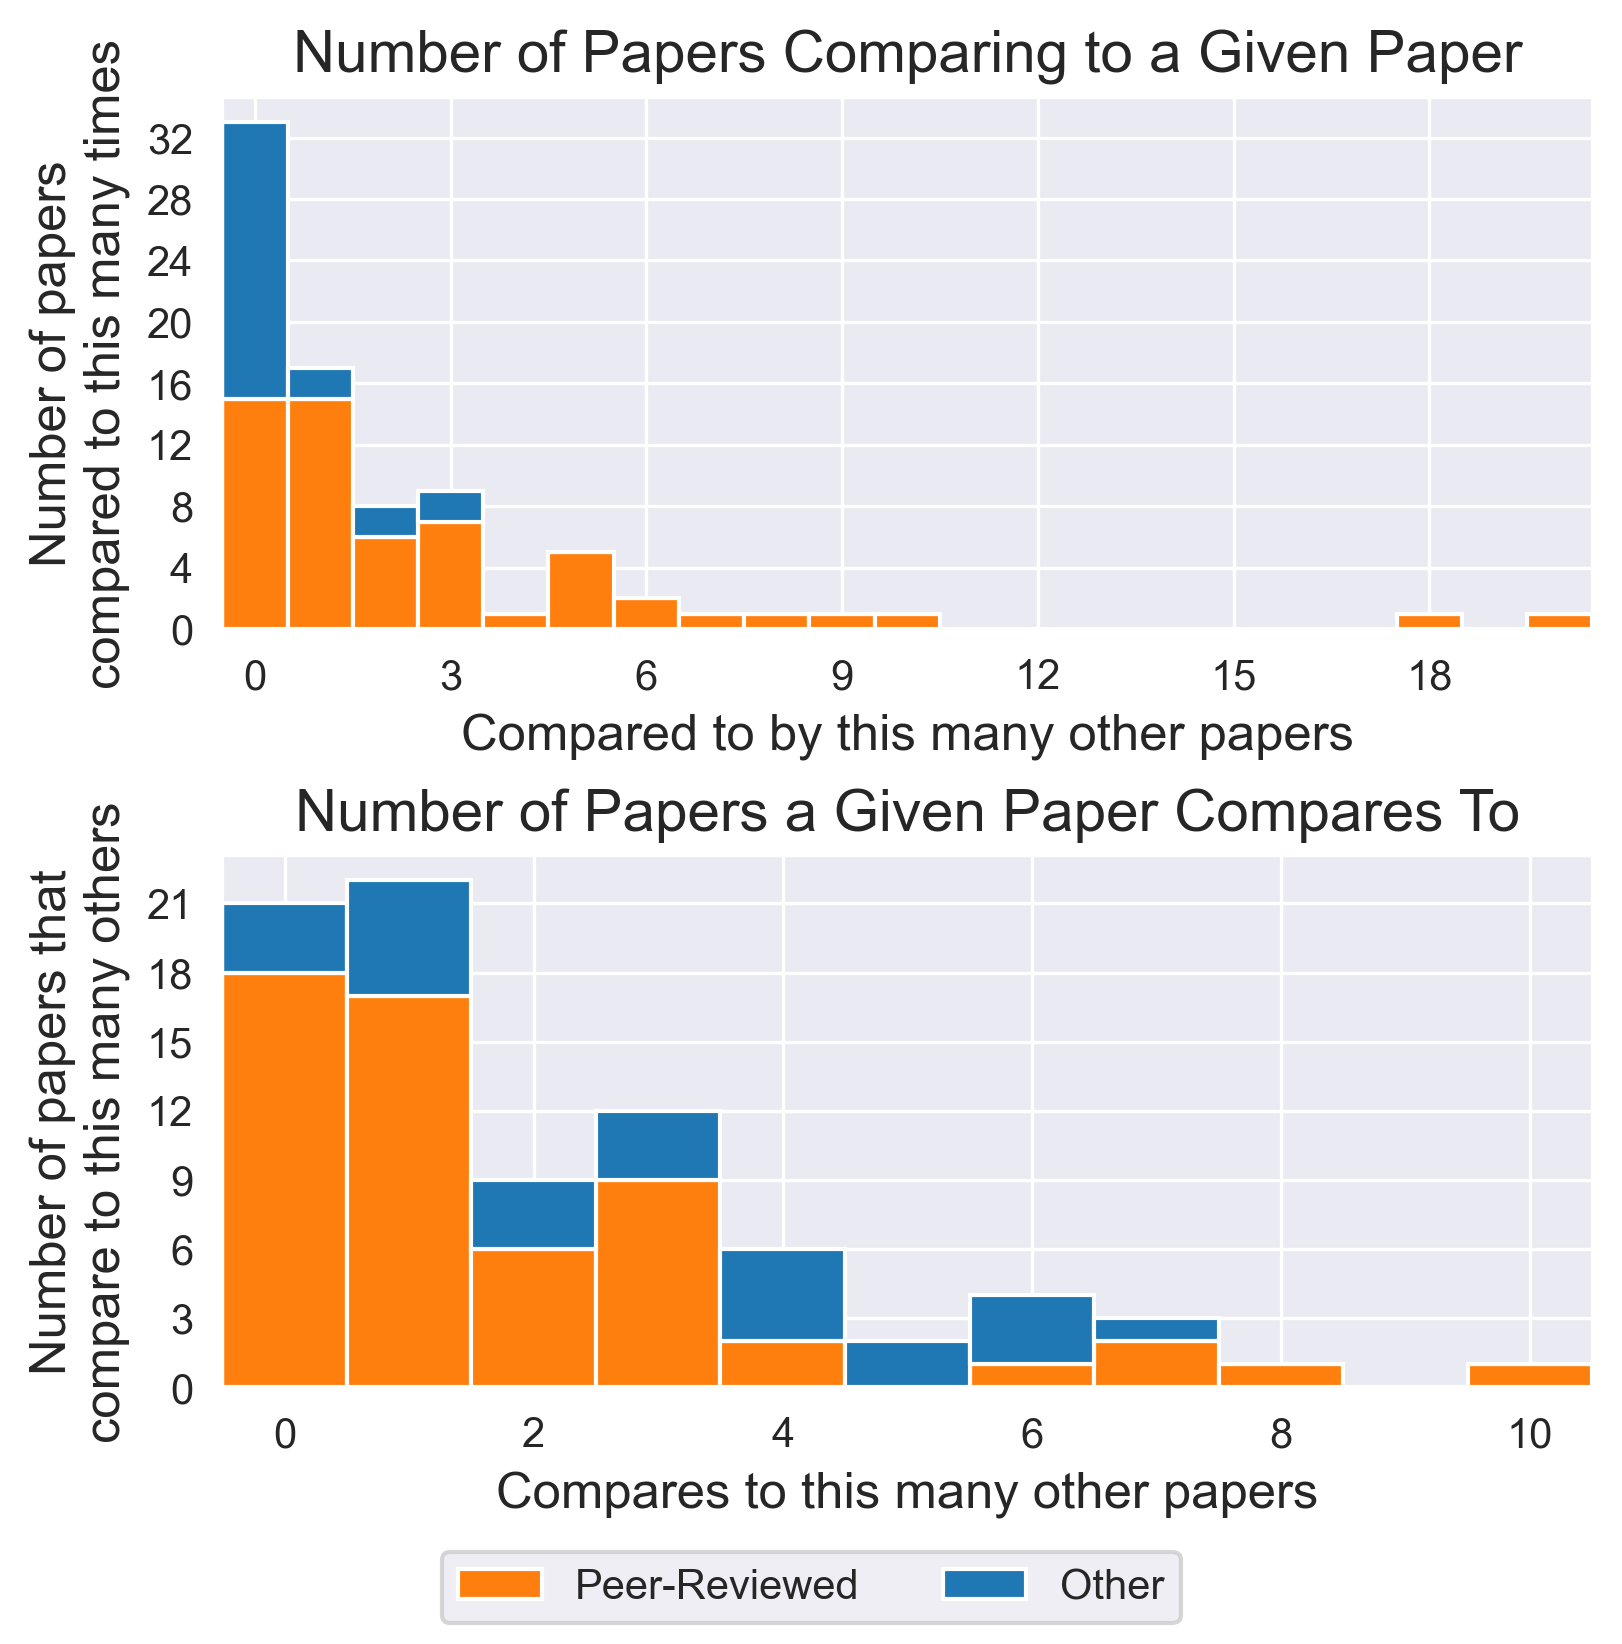 Number of Papers Comparing to a Given Paper
Number of papers
compared to this many times
32
28
24
20
16
12
8
4
0
0 3 6 9 12 15 18
Compared to by this many other papers
Number of Papers a Given Paper Compares To
Number of papers that
compare to this many others
21
18
15
12
9
6
3
0
0 2 4 6 8 10
Compares to this many other papers
Peer-Reviewed Other